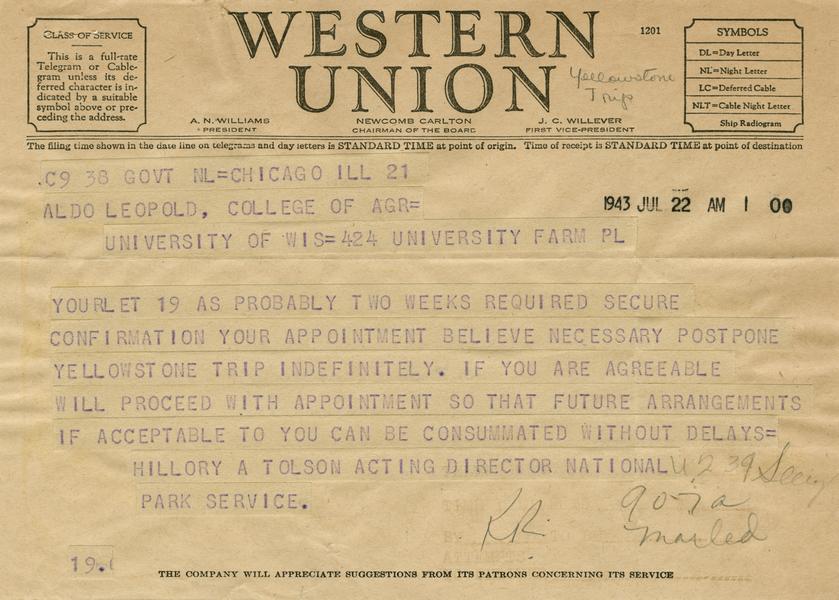 CLASS OF SERVICE
This is a full-rate
Telegram or Cable-
gram unless its de-
ferred character is in-
dicated by a suitable
symbol above or pre-
ceding the address.
WESTERN
UNION
1201
Yellowstone
Trip
A. N. WILLIAMS
PRESIDENT
NEWCOMB CARLTON
CHAIRMAN OF THE BOARD
J. C. WILLEVER
FIRST VICE-PRESIDENT
SYMBOLS
DL=Day Letter
NL=Night Letter
LC=Deferred Cable
NLT=Cable Night Letter
Ship Radiogram
The filing time shown in the date line on telegrams and day letters is STANDARD TIME at point of origin. Time of receipt is STANDARD TIME at point of destination
.C9 38 GOVT NL=CHICAGO ILL 21
1943 JUL 22 AM 1 00
ALDO LEOPOLD, COLLEGE OF AGR=
UNIVERSITY OF WIS=424 UNIVERSITY FARM PL
YOURLET 19 AS PROBABLY TWO WEEKS REQUIRED SECURE
CONFIRMATION YOUR APPOINTMENT BELIEVE NECESSARY POSTPONE
YELLOWSTONE TRIP INDEFINITELY. IF YOU ARE AGREEABLE
WILL PROCEED WITH APPOINTMENT SO THAT FUTURE ARRANGEMENTS
IF ACCEPTABLE TO YOU CAN BE CONSUMMATED WITHOUT DELAYS=
HILLORY A TOLSON ACTING DIRECTOR NATIONAL
PARK SERVICE.
KR
907a
mailed
19.
THE COMPANY WILL APPRECIATE SUGGESTIONS FROM ITS PATRONS CONCERNING ITS SERVICE